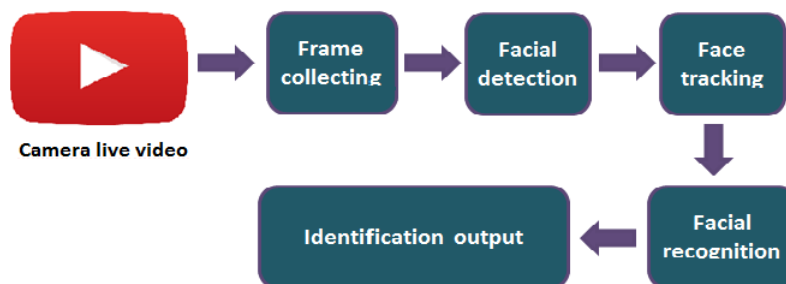 Camera live video
Frame
collecting
Facial
detection
Face
tracking
Facial
recognition
Identification output